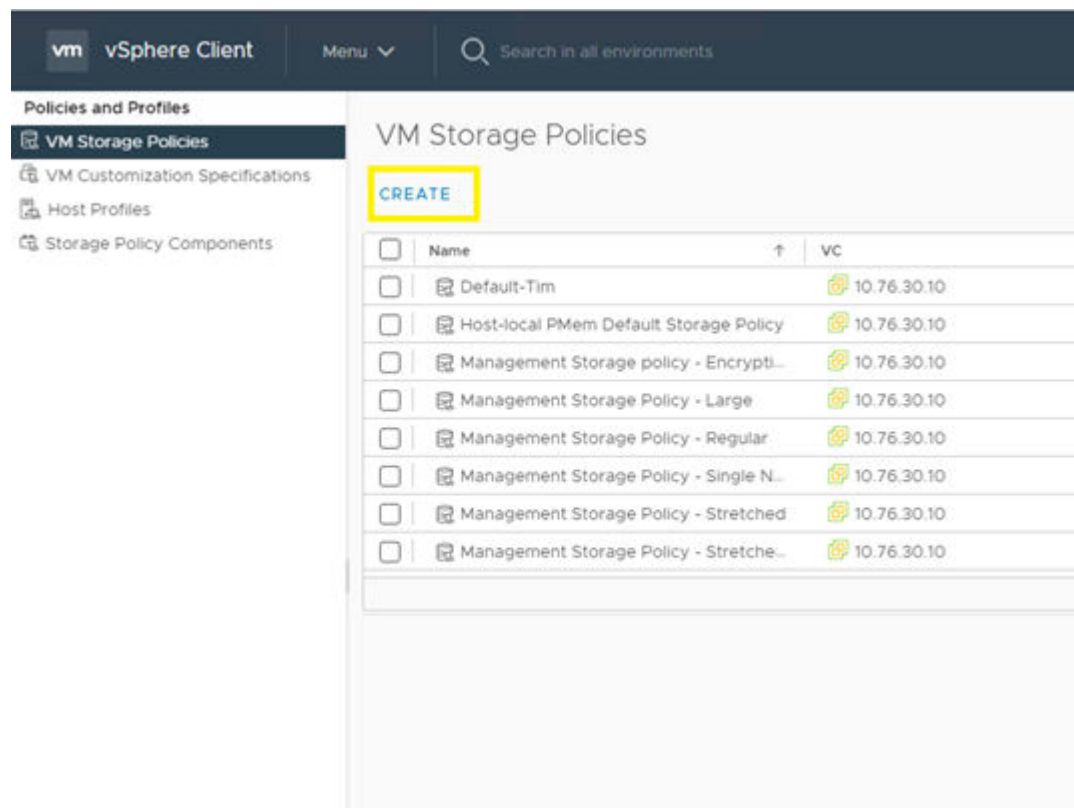 vm vSphere Client Menu Search in all environments
Policies and Profiles
VM Storage Policies
VM Customization Specifications
Host Profiles
Storage Policy Components
VM Storage Policies
CREATE
Name VC
Default-Tim 10.76.30.10
Host-local PMem Default Storage Policy 10.76.30.10
Management Storage policy - Encrypti... 10.76.30.10
Management Storage Policy - Large 10.76.30.10
Management Storage Policy - Regular 10.76.30.10
Management Storage Policy - Single N... 10.76.30.10
Management Storage Policy - Stretched 10.76.30.10
Management Storage Policy - Stretche... 10.76.30.10